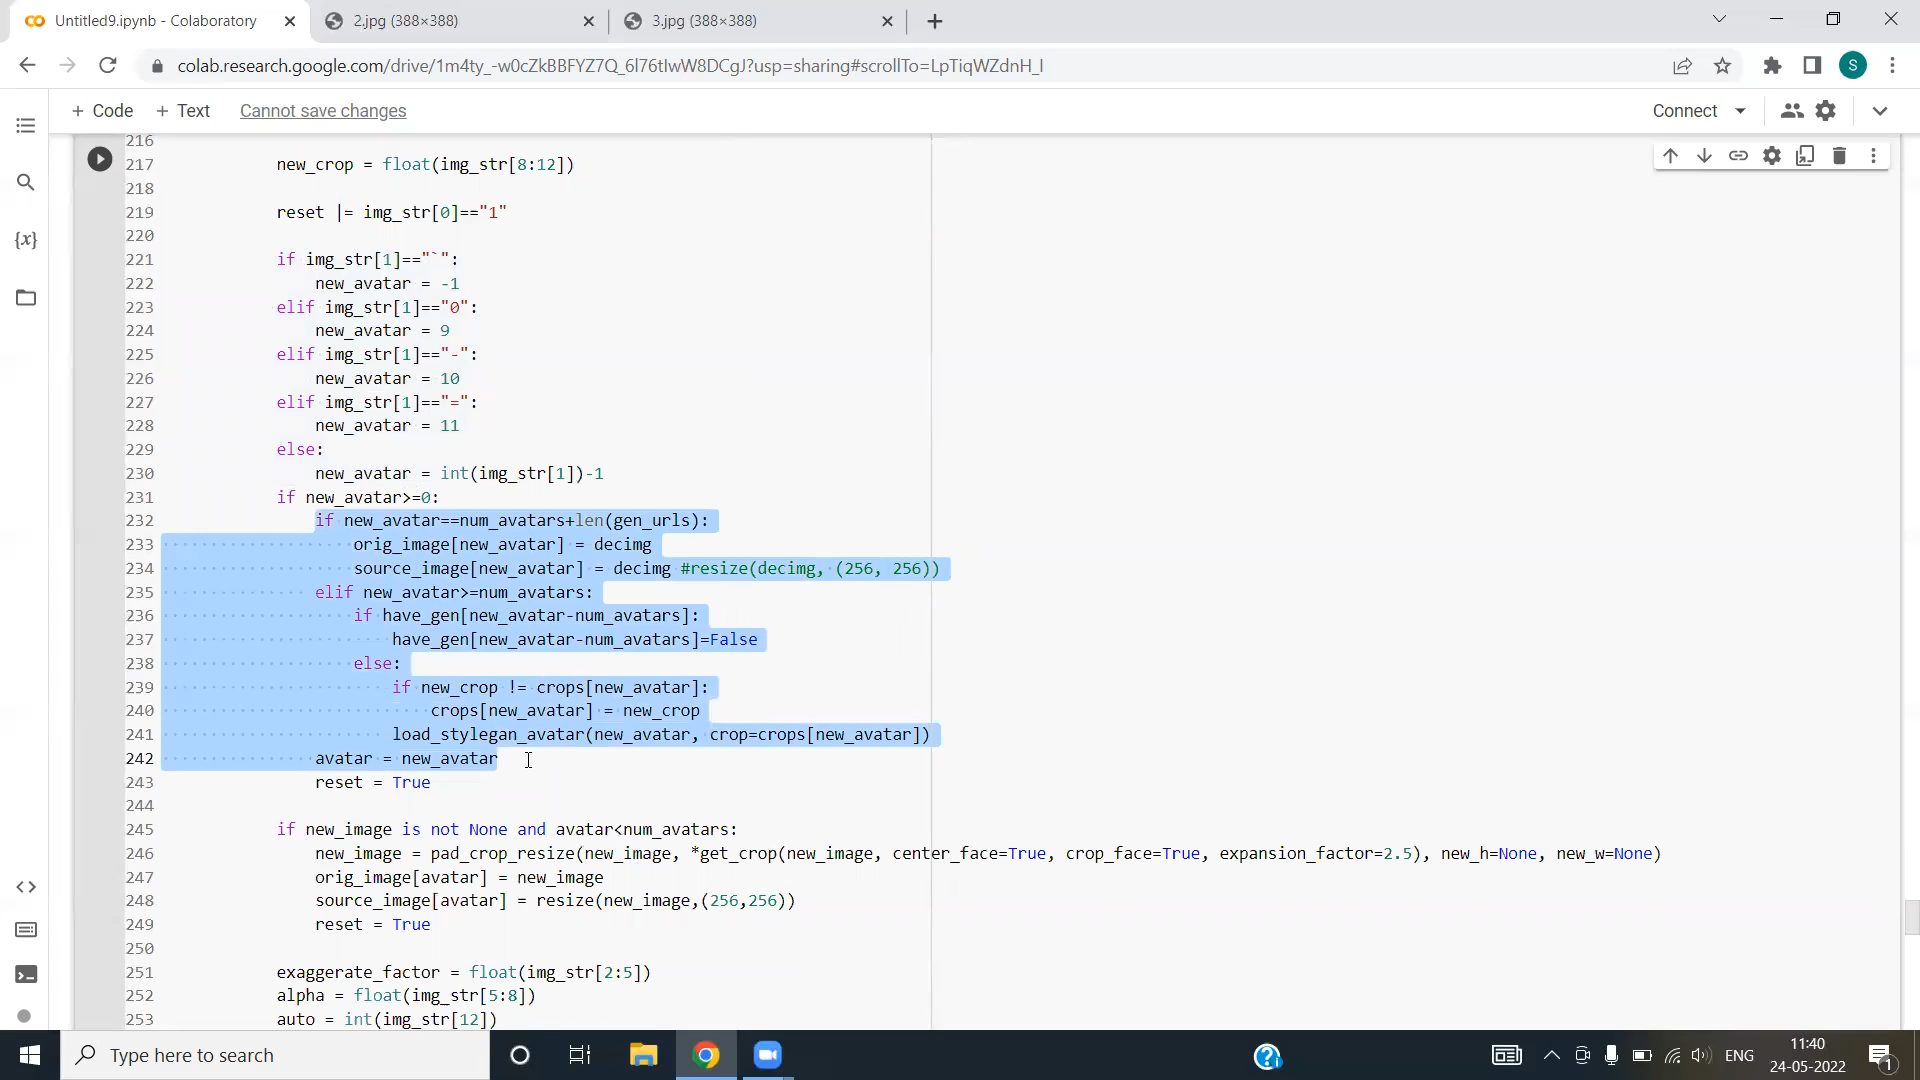 Untitled9.ipynb - Colaboratory
2.jpg (388×388)
3.jpg (388×388)
colab.research.google.com/drive/1m4ty_-w0cZkBBFYZ7Q_6l76tIwW8DCgJ?usp=sharing#scrollTo=LpTiqWZdnH_I
S
+ Code + Text Cannot save changes
Connect
216
217 new_crop = float(img_str[8:12])
218
219 reset |= img_str[0]=="1"
220
221 if img_str[1]=="`":
222 new_avatar = -1
223 elif img_str[1]=="0":
224 new_avatar = 9
225 elif img_str[1]=="-":
226 new_avatar = 10
227 elif img_str[1]=="=":
228 new_avatar = 11
229 else:
230 new_avatar = int(img_str[1])-1
231 if new_avatar>=0:
232 if new_avatar==num_avatars+len(gen_urls):
233 orig_image[new_avatar] = decimg
234 source_image[new_avatar] = decimg #resize(decimg, (256, 256))
235 elif new_avatar>=num_avatars:
236 if have_gen[new_avatar-num_avatars]:
237 have_gen[new_avatar-num_avatars]=False
238 else:
239 if new_crop != crops[new_avatar]:
240 crops[new_avatar] = new_crop
241 load_stylegan_avatar(new_avatar, crop=crops[new_avatar])
242 avatar = new_avatar
243 reset = True
244
245 if new_image is not None and avatar<num_avatars:
246 new_image = pad_crop_resize(new_image, *get_crop(new_image, center_face=True, crop_face=True, expansion_factor=2.5), new_h=None, new_w=None)
247 orig_image[avatar] = new_image
248 source_image[avatar] = resize(new_image,(256,256))
249 reset = True
250
251 exaggerate_factor = float(img_str[2:5])
252 alpha = float(img_str[5:8])
253 auto = int(img_str[12])
Type here to search
ENG
11:40
24-05-2022
1